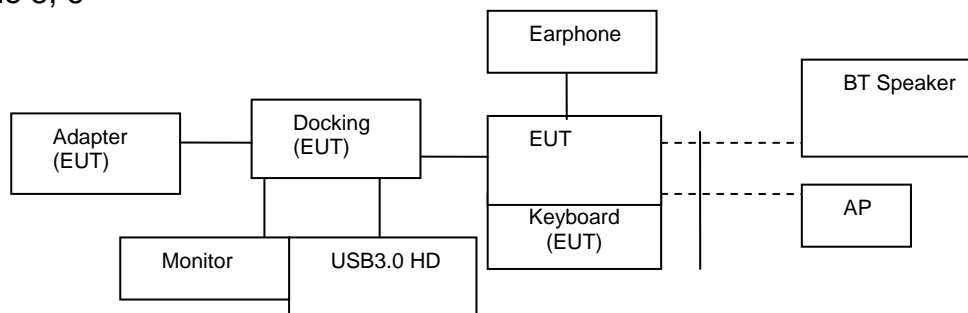 Earphone
BT Speaker
Adapter
(EUT)
Docking
(EUT)
EUT
AP
Keyboard
(EUT)
Monitor
USB3.0 HD